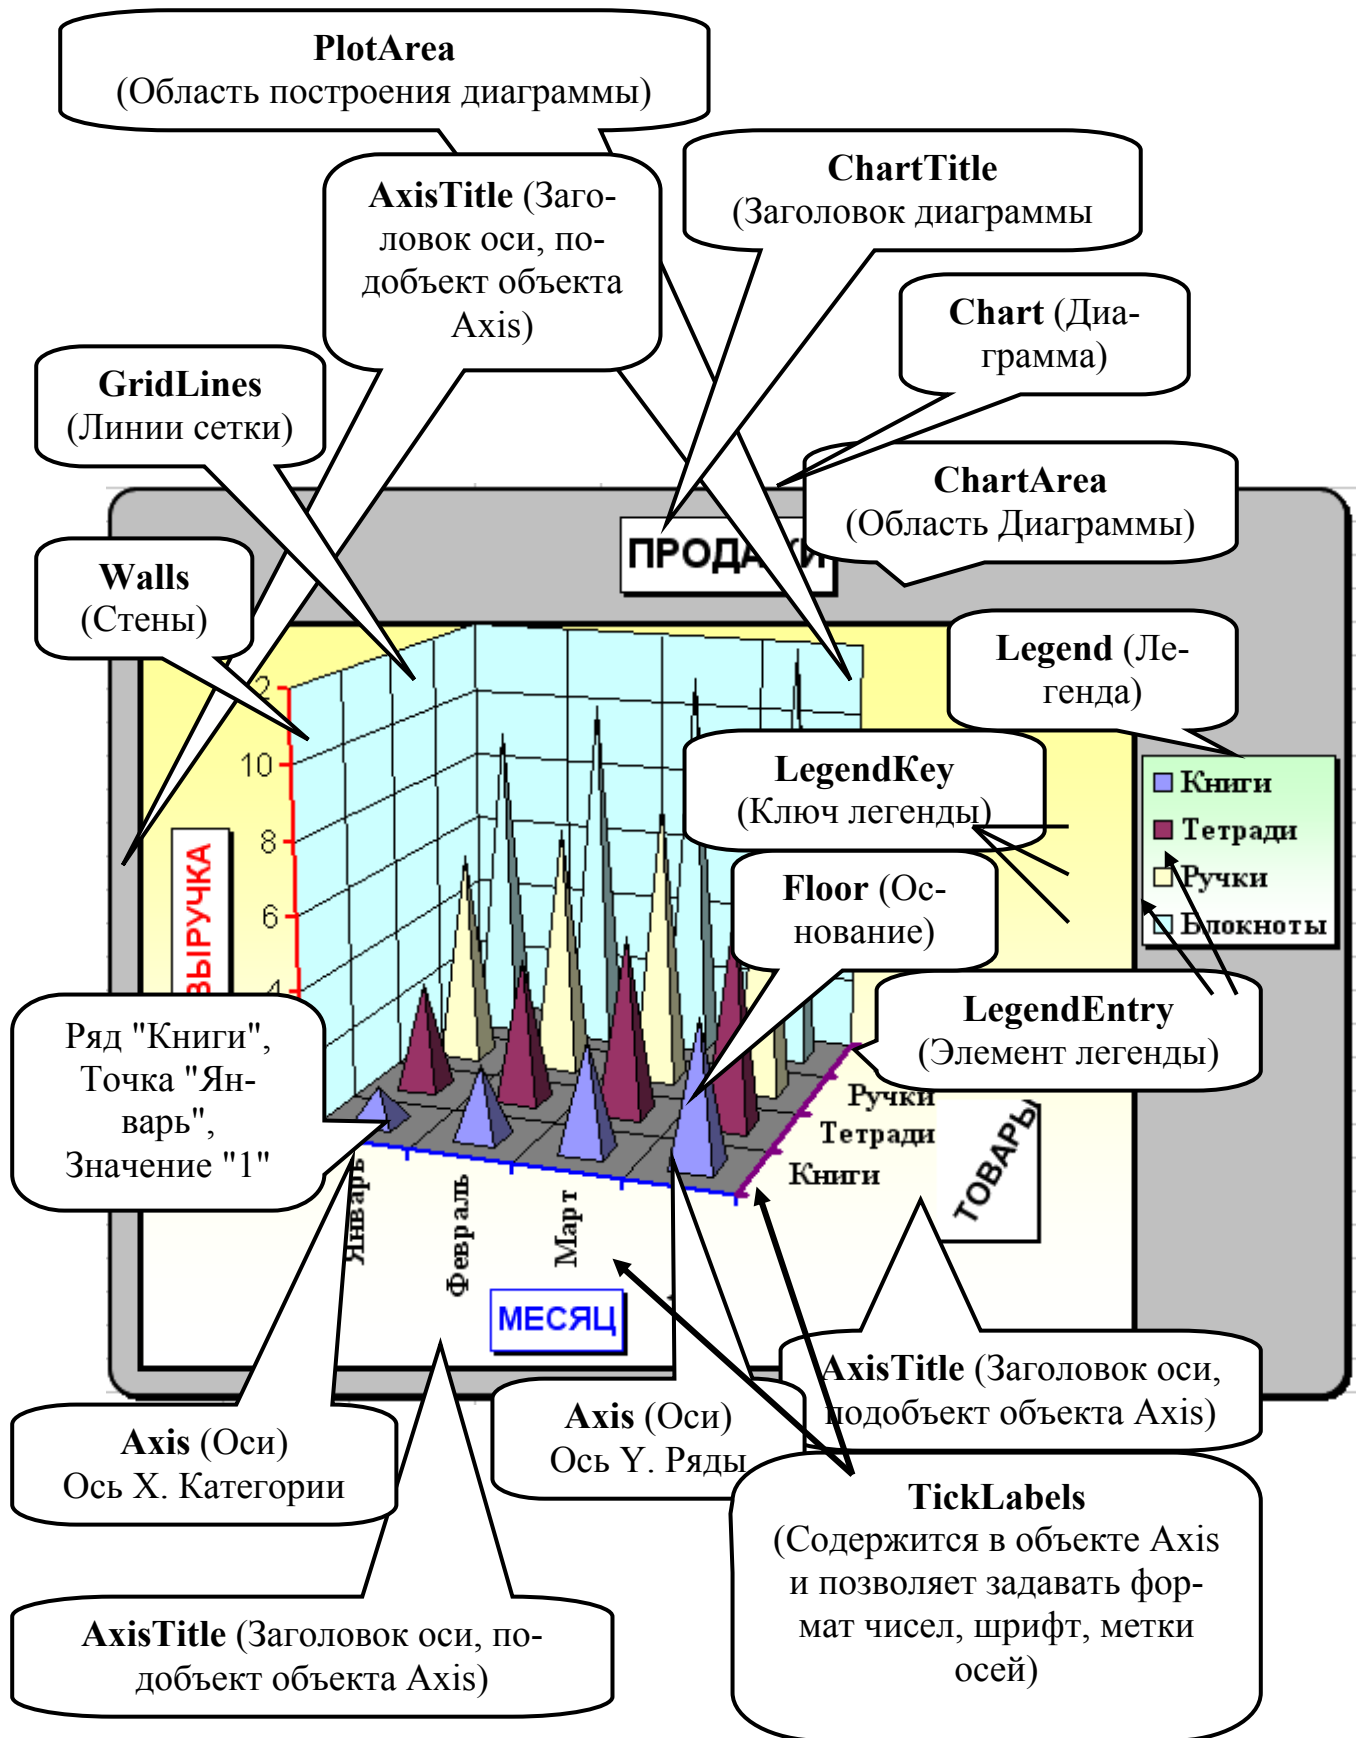 PlotArea
(Область построения диаграммы)
AxisTitle (Заго-
ловок оси, по-
добъект объекта
Axis)
ChartTitle
(Заголовок диаграммы
Chart (Диа-
грамма)
GridLines
(Линии сетки)
ChartArea
(Область Диаграммы)
Walls
(Стены)
Legend (Ле-
генда)
LegendKey
(Ключ легенды)
Floor (Ос-
нование)
LegendEntry
(Элемент легенды)
Книги
Тетради
Ручки
Блокноты
2
10
8
6
4
ВЫРУЧКА
Ряд "Книги",
Точка "Ян-
варь",
Значение "1"
Ручки
Тетради
Книги
ТОВАРЫ
Январь
Февраль
Март
МЕСЯЦ
AxisTitle (Заголовок оси,
подобъект объекта Axis)
Axis (Оси)
Ось X. Категории
Axis (Оси)
Ось Y. Ряды
TickLabels
(Содержится в объекте Axis
и позволяет задавать фор-
мат чисел, шрифт, метки
осей)
AxisTitle (Заголовок оси, по-
добъект объекта Axis)